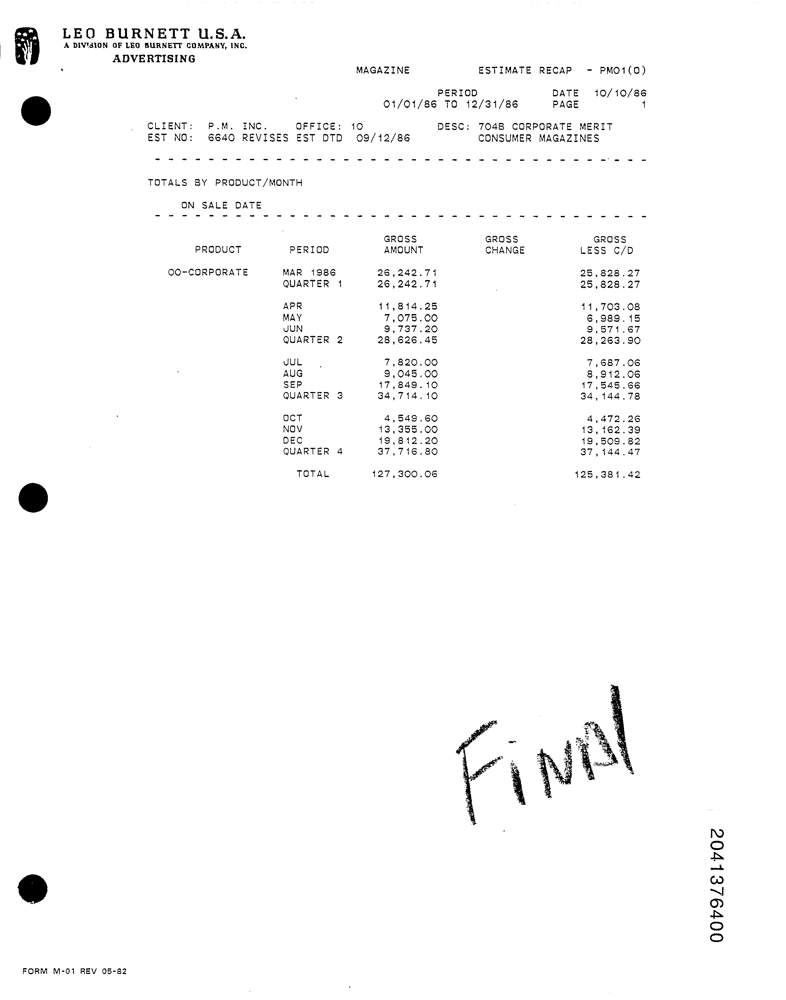 LEO BURNETT U.S.A.
A DIVISION OF LEO BURNETT COMPANY, INC.
ADVERTISING
MAGAZINE ESTIMATE RECAP - PM01(0)
PERIOD DATE 10/10/86
01/01/86 TO 12/31/86 PAGE 1
CLIENT: P.M. INC. OFFICE: 10 DESC: 704B CORPORATE MERIT
EST NO: 6640 REVISES EST DTD 09/12/86 CONSUMER MAGAZINES
- - - - - - - - - - - - - - - - - - - - - - - - - - - - - - - - - - - - -
TOTALS BY PRODUCT/MONTH
ON SALE DATE
- - - - - - - - - - - - - - - - - - - - - - - - - - - - - - - - - - - - -
GROSS GROSS GROSS
PRODUCT PERIOD AMOUNT CHANGE LESS C/D
00-CORPORATE MAR 1986 26,242.71 25,828.27
QUARTER 1 26,242.71 25,828.27
APR 11,814.25 11,703.08
MAY 7,075.00 6,989.15
JUN 9,737.20 9,571.67
QUARTER 2 28,626.45 28,263.90
JUL 7,820.00 7,687.06
AUG 9,045.00 8,912.06
SEP 17,849.10 17,545.66
QUARTER 3 34,714.10 34,144.78
OCT 4,549.60 4,472.26
NOV 13,355.00 13,162.39
DEC 19,812.20 19,509.82
QUARTER 4 37,716.80 37,144.47
TOTAL 127,300.06 125,381.42
FiNAl
2041376400
FORM M-01 REV 05-82